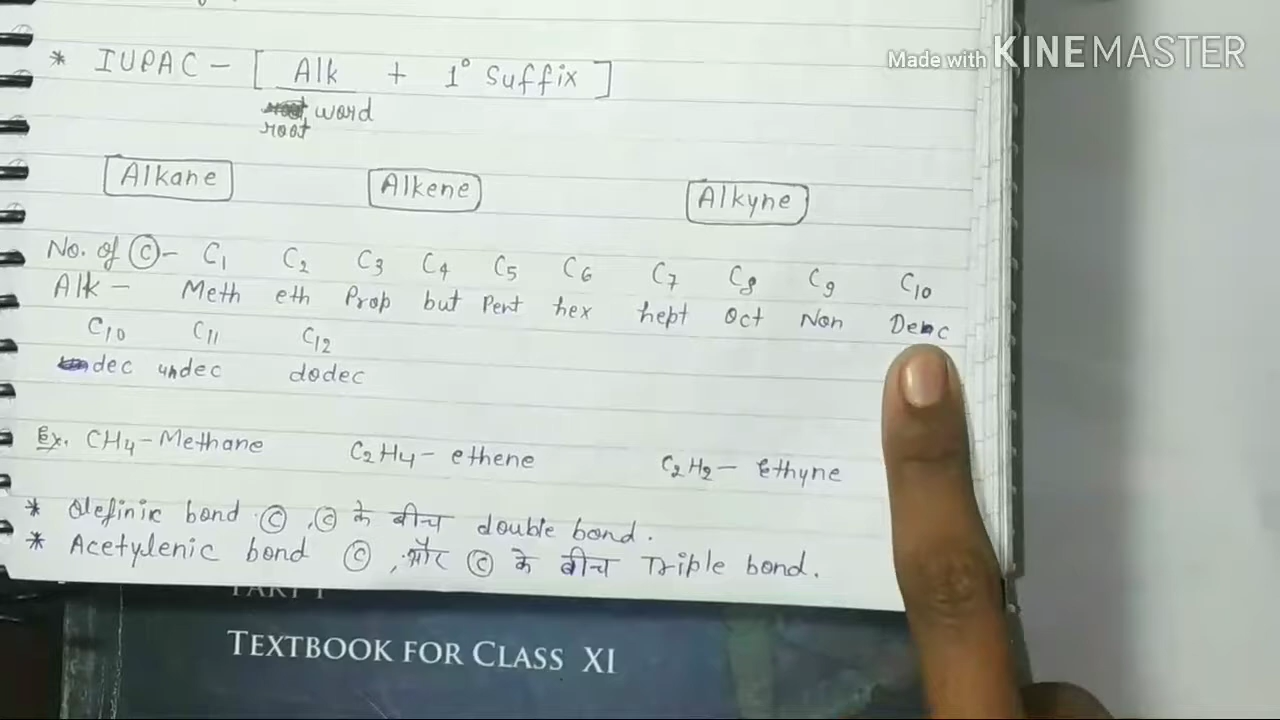 Made with KINEMASTER
* IUPAC - [ Alk + 1° Suffix ]
word
root
Alkane Alkene Alkyne
No. of Ⓒ- C1 C2 C3 C4 C5 C6 C7 C8 C9 C10
Alk - Meth eth Prop but Pent hex hept Oct Non Dec
C10 C11 C12
dec undec dodec
Ex. CH4 - Methane C2H4 - ethene C2H2 - Ethyne
* Olefinic bond Ⓒ , Ⓒ के बीच double bond.
* Acetylenic bond Ⓒ , और Ⓒ के बीच Triple bond.
TEXTBOOK FOR CLASS XI